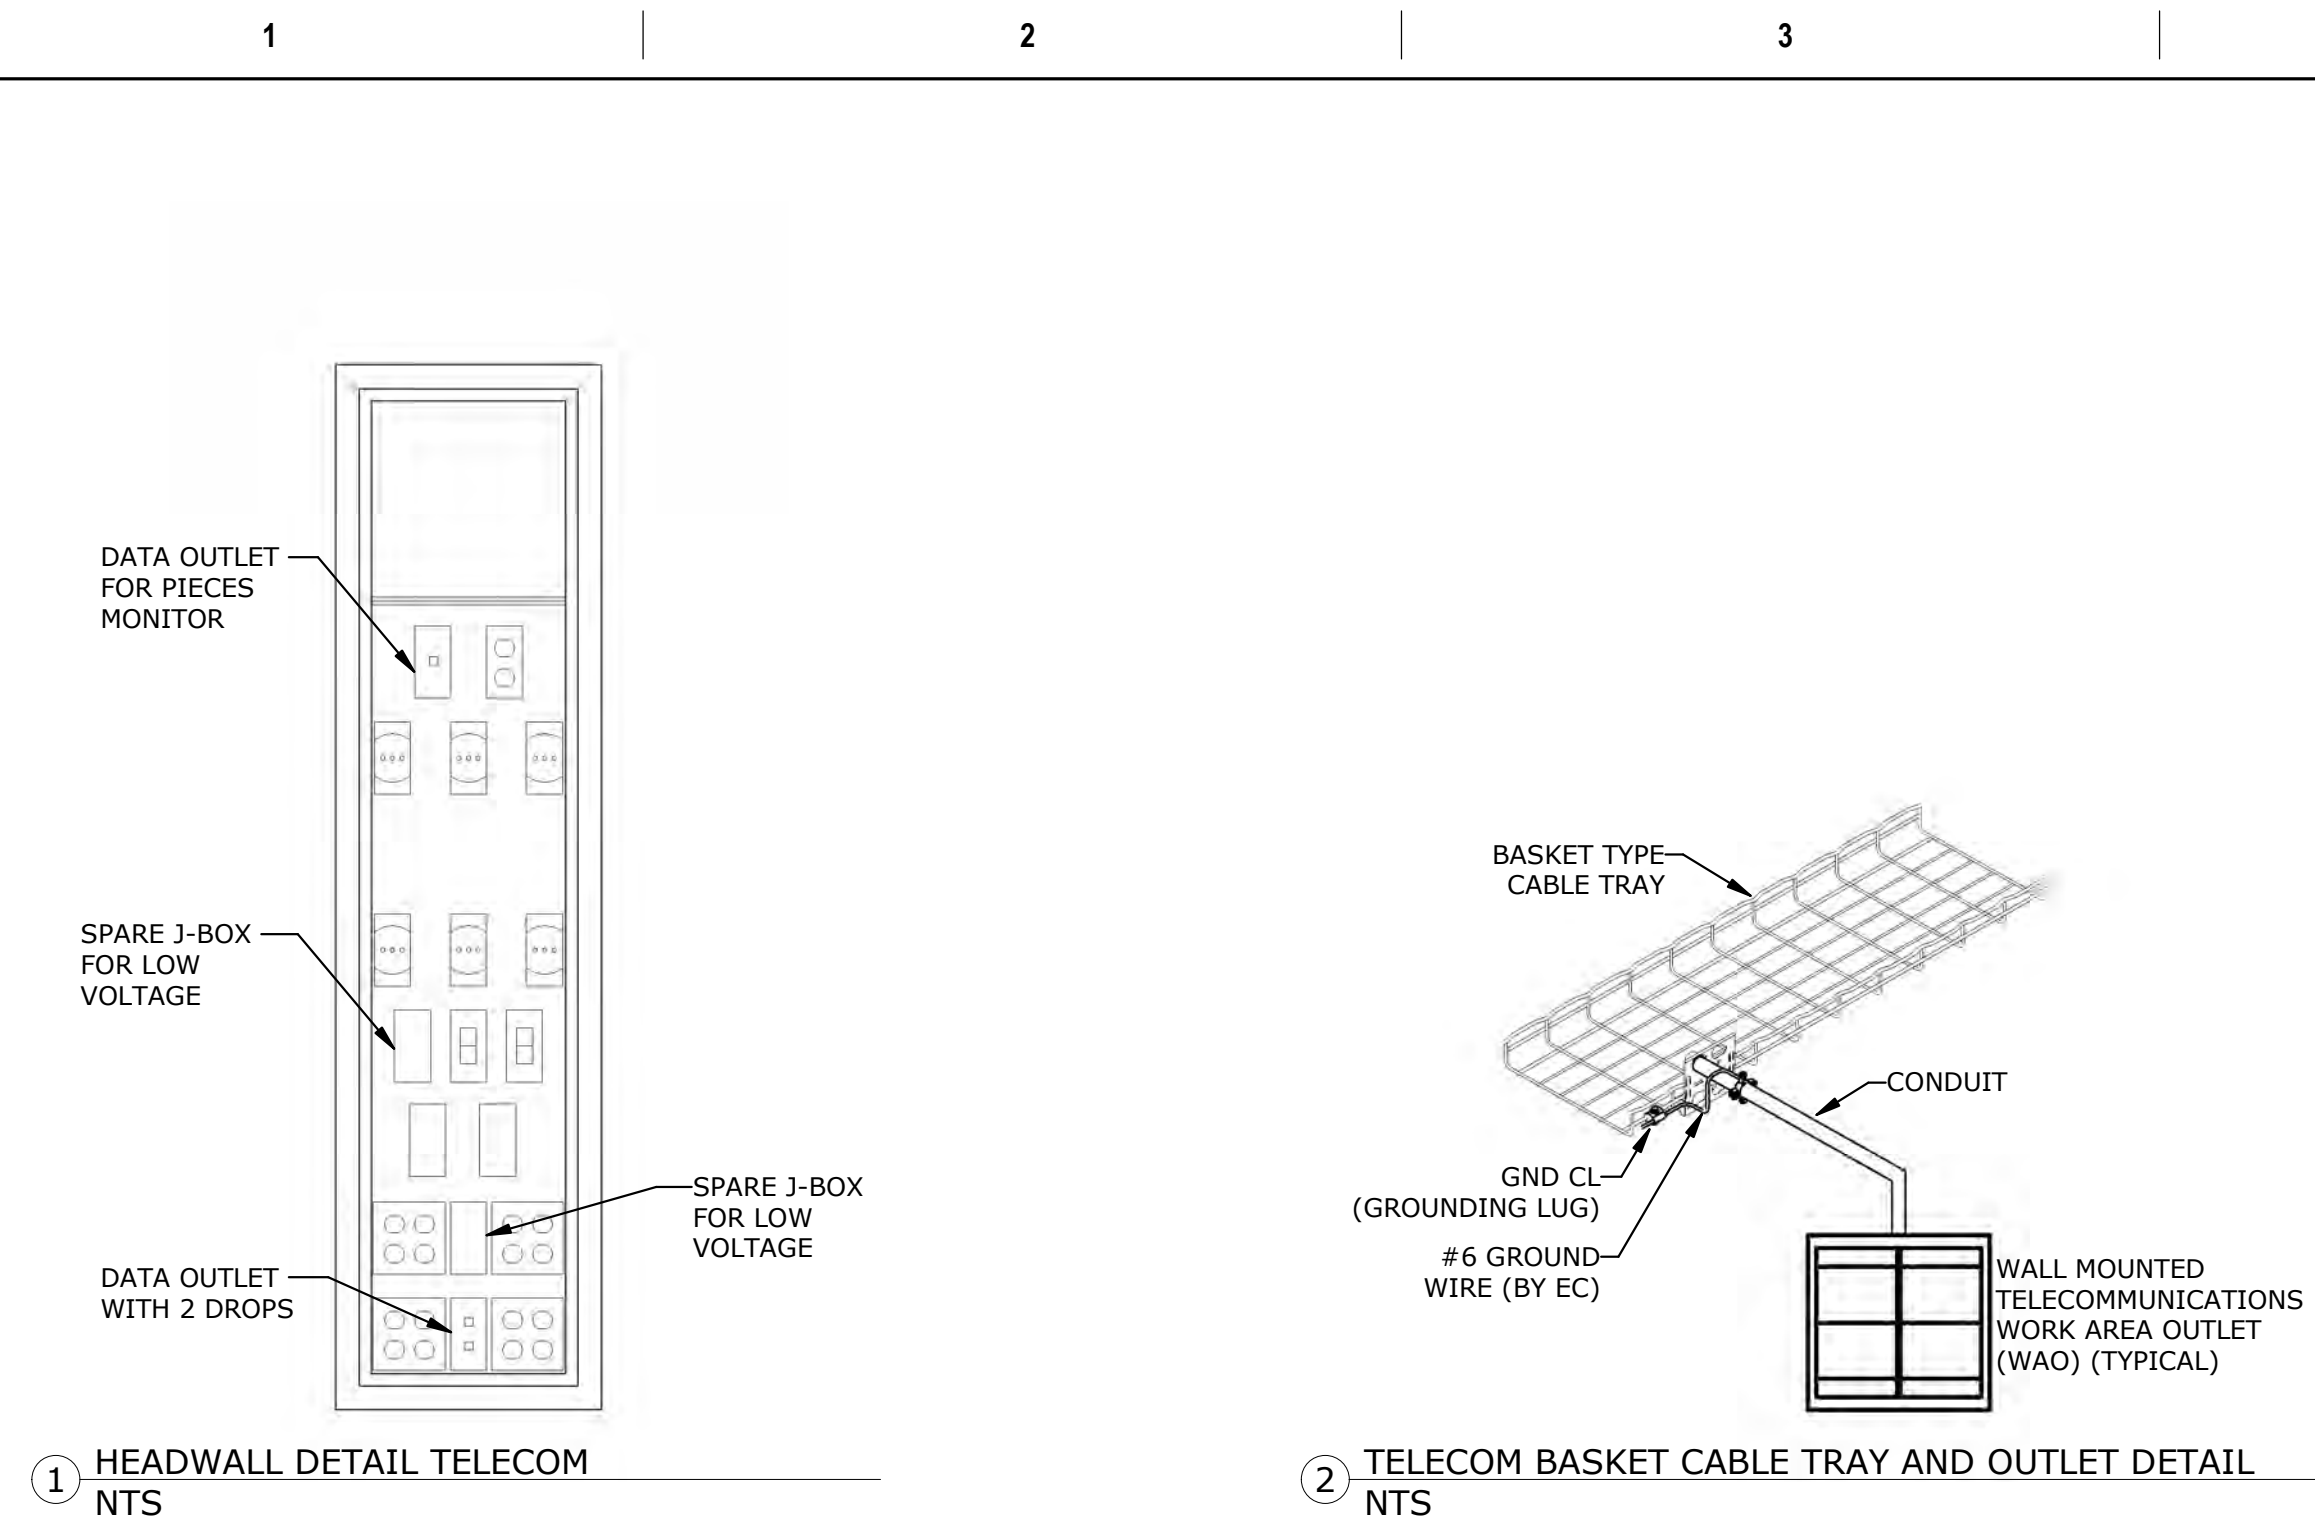 1
2
3
DATA OUTLET
FOR PIECES
MONITOR
SPARE J-BOX
FOR LOW
VOLTAGE
SPARE J-BOX
FOR LOW
VOLTAGE
DATA OUTLET
WITH 2 DROPS
1
HEADWALL DETAIL TELECOM
NTS
BASKET TYPE
CABLE TRAY
CONDUIT
GND CL
(GROUNDING LUG)
#6 GROUND
WIRE (BY EC)
WALL MOUNTED
TELECOMMUNICATIONS
WORK AREA OUTLET
(WAO) (TYPICAL)
2
TELECOM BASKET CABLE TRAY AND OUTLET DETAIL
NTS